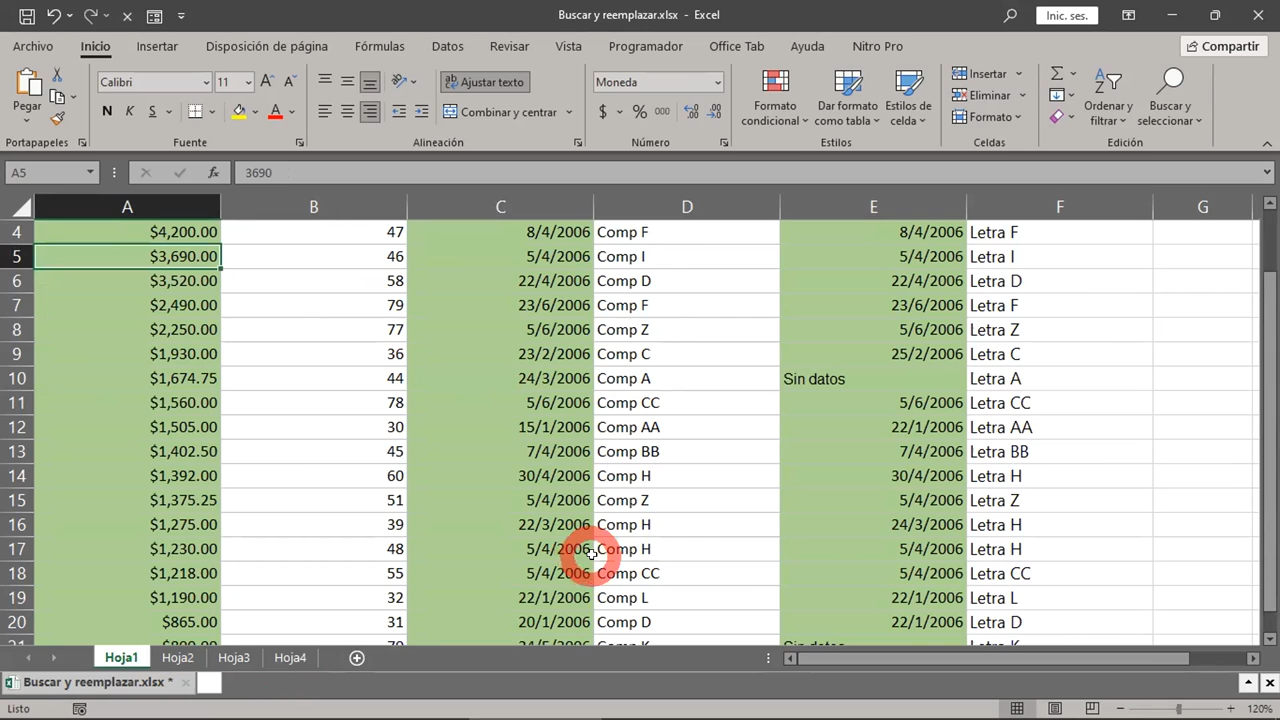 Buscar y reemplazar.xlsx - Excel
Inic. ses.
Archivo Inicio Insertar Disposición de página Fórmulas Datos Revisar Vista Programador Office Tab Ayuda Nitro Pro Compartir
Pegar
Calibri 11 A A
N K S A
ab Ajustar texto
Combinar y centrar
Moneda
$ % 000
Formato condicional
Dar formato como tabla
Estilos de celda
Insertar
Eliminar
Formato
Ordenar y filtrar
Buscar y seleccionar
Portapapeles Fuente Alineación Número Estilos Celdas Edición
A5 fx 3690
A B C D E F G
4 $4,200.00 47 8/4/2006 Comp F 8/4/2006 Letra F
5 $3,690.00 46 5/4/2006 Comp I 5/4/2006 Letra I
6 $3,520.00 58 22/4/2006 Comp D 22/4/2006 Letra D
7 $2,490.00 79 23/6/2006 Comp F 23/6/2006 Letra F
8 $2,250.00 77 5/6/2006 Comp Z 5/6/2006 Letra Z
9 $1,930.00 36 23/2/2006 Comp C 25/2/2006 Letra C
10 $1,674.75 44 24/3/2006 Comp A Sin datos Letra A
11 $1,560.00 78 5/6/2006 Comp CC 5/6/2006 Letra CC
12 $1,505.00 30 15/1/2006 Comp AA 22/1/2006 Letra AA
13 $1,402.50 45 7/4/2006 Comp BB 7/4/2006 Letra BB
14 $1,392.00 60 30/4/2006 Comp H 30/4/2006 Letra H
15 $1,375.25 51 5/4/2006 Comp Z 5/4/2006 Letra Z
16 $1,275.00 39 22/3/2006 Comp H 24/3/2006 Letra H
17 $1,230.00 48 5/4/2006 Comp H 5/4/2006 Letra H
18 $1,218.00 55 5/4/2006 Comp CC 5/4/2006 Letra CC
19 $1,190.00 32 22/1/2006 Comp L 22/1/2006 Letra L
20 $865.00 31 20/1/2006 Comp D 22/1/2006 Letra D
Sin datos
Hoja1 Hoja2 Hoja3 Hoja4
Buscar y reemplazar.xlsx *
Listo 120%